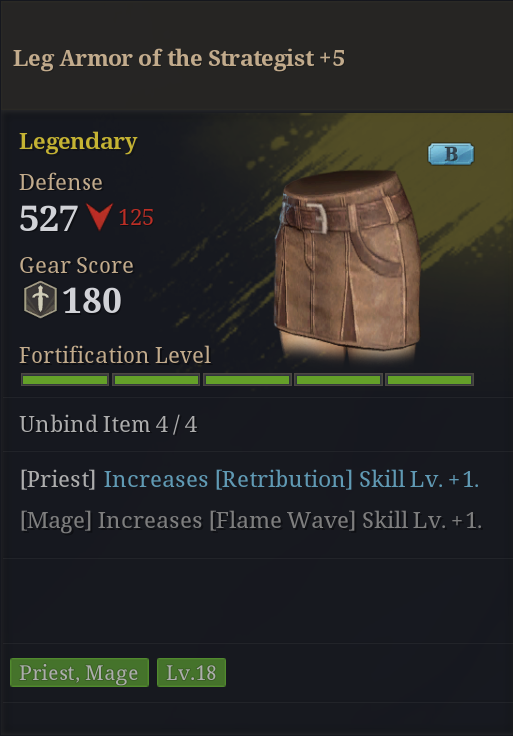 Leg Armor of the Strategist +5
Legendary
B
Defense
527 125
Gear Score
180
Fortification Level
Unbind Item 4 / 4
[Priest] Increases [Retribution] Skill Lv. +1.
[Mage] Increases [Flame Wave] Skill Lv. +1.
Priest, Mage Lv.18